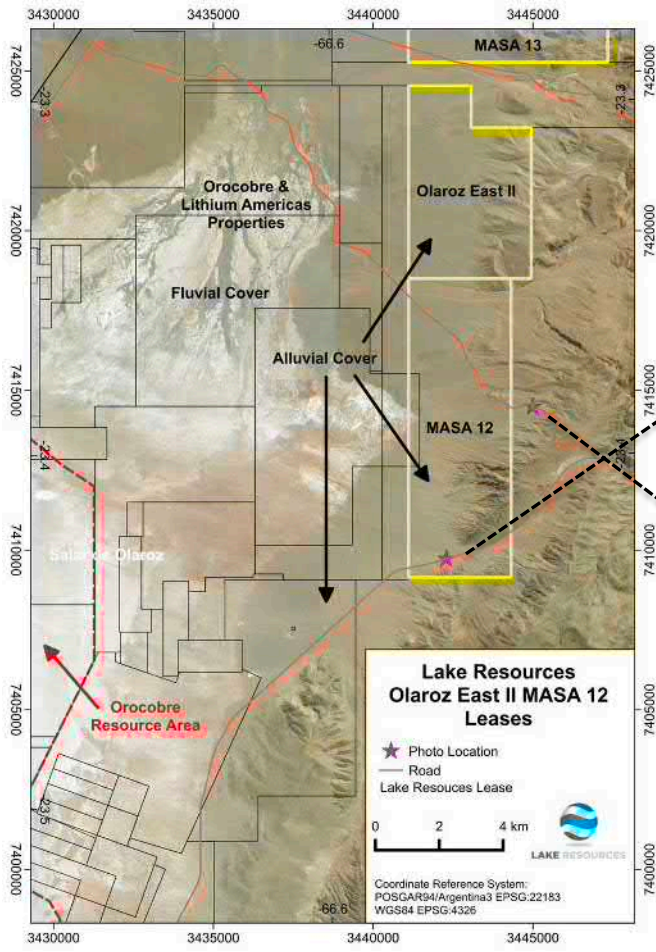 3430000 3435000 3440000 3445000
-66.6
MASA 13
7425000
7425000
-23.3
-23.3
Orocobre &
Lithium Americas
Properties
Olaroz East II
7420000
7420000
Fluvial Cover
Alluvial Cover
7415000
7415000
MASA 12
-23.4
7410000
7410000
Salar de Olaroz
Lake Resources
Olaroz East II MASA 12
Leases
Orocobre
Resource Area
7405000
7405000
Photo Location
Road
Lake Resouces Lease
0 2 4 km
LAKE RESOURCES
-23.5
7400000
7400000
Coordinate Reference System:
POSGAR94/Argentina3 EPSG:22183
WGS84 EPSG:4326
-66.6
3430000 3435000 3440000 3445000